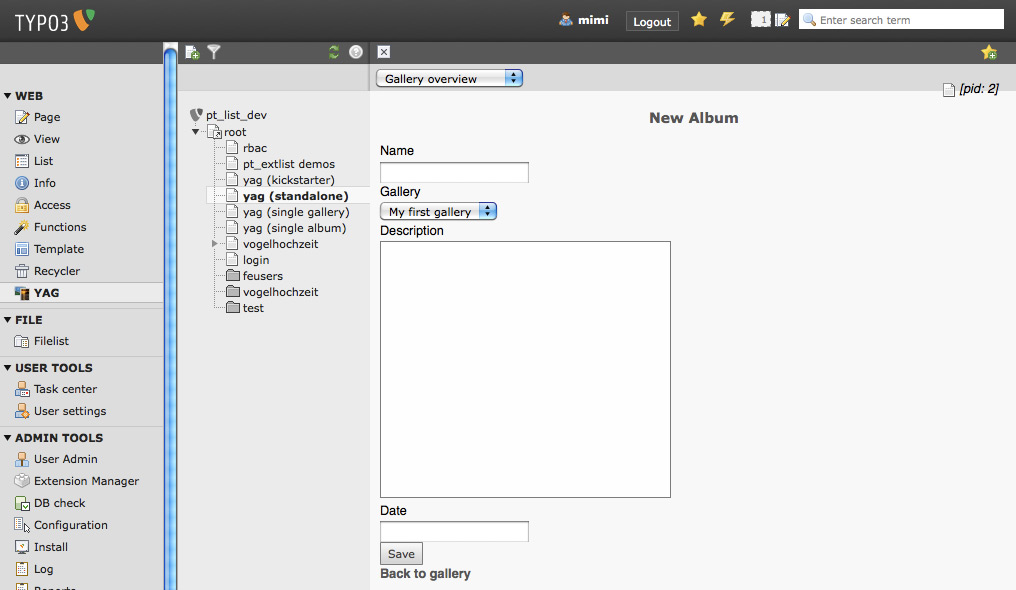 TYPO3
mimi
Logout
1
Enter search term
Gallery overview
[pid: 2]
WEB
Page
View
List
Info
Access
Functions
Template
Recycler
YAG
FILE
Filelist
USER TOOLS
Task center
User settings
ADMIN TOOLS
User Admin
Extension Manager
DB check
Configuration
Install
Log
Reports
pt_list_dev
root
rbac
pt_extlist demos
yag (kickstarter)
yag (standalone)
yag (single gallery)
yag (single album)
vogelhochzeit
login
feusers
vogelhochzeit
test
New Album
Name
Gallery
My first gallery
Description
Date
Save
Back to gallery